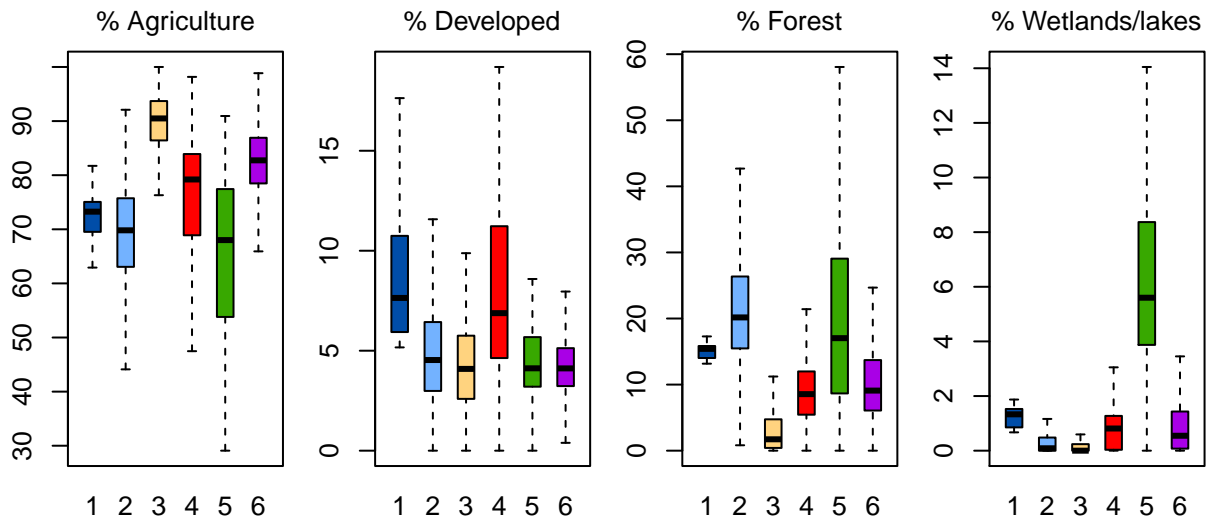 % Agriculture
% Developed
% Forest
% Wetlands/lakes
30 40 50 60 70 80 90
0 5 10 15
0 10 20 30 40 50 60
0 2 4 6 8 10 12 14
1 2 3 4 5 6
1 2 3 4 5 6
1 2 3 4 5 6
1 2 3 4 5 6